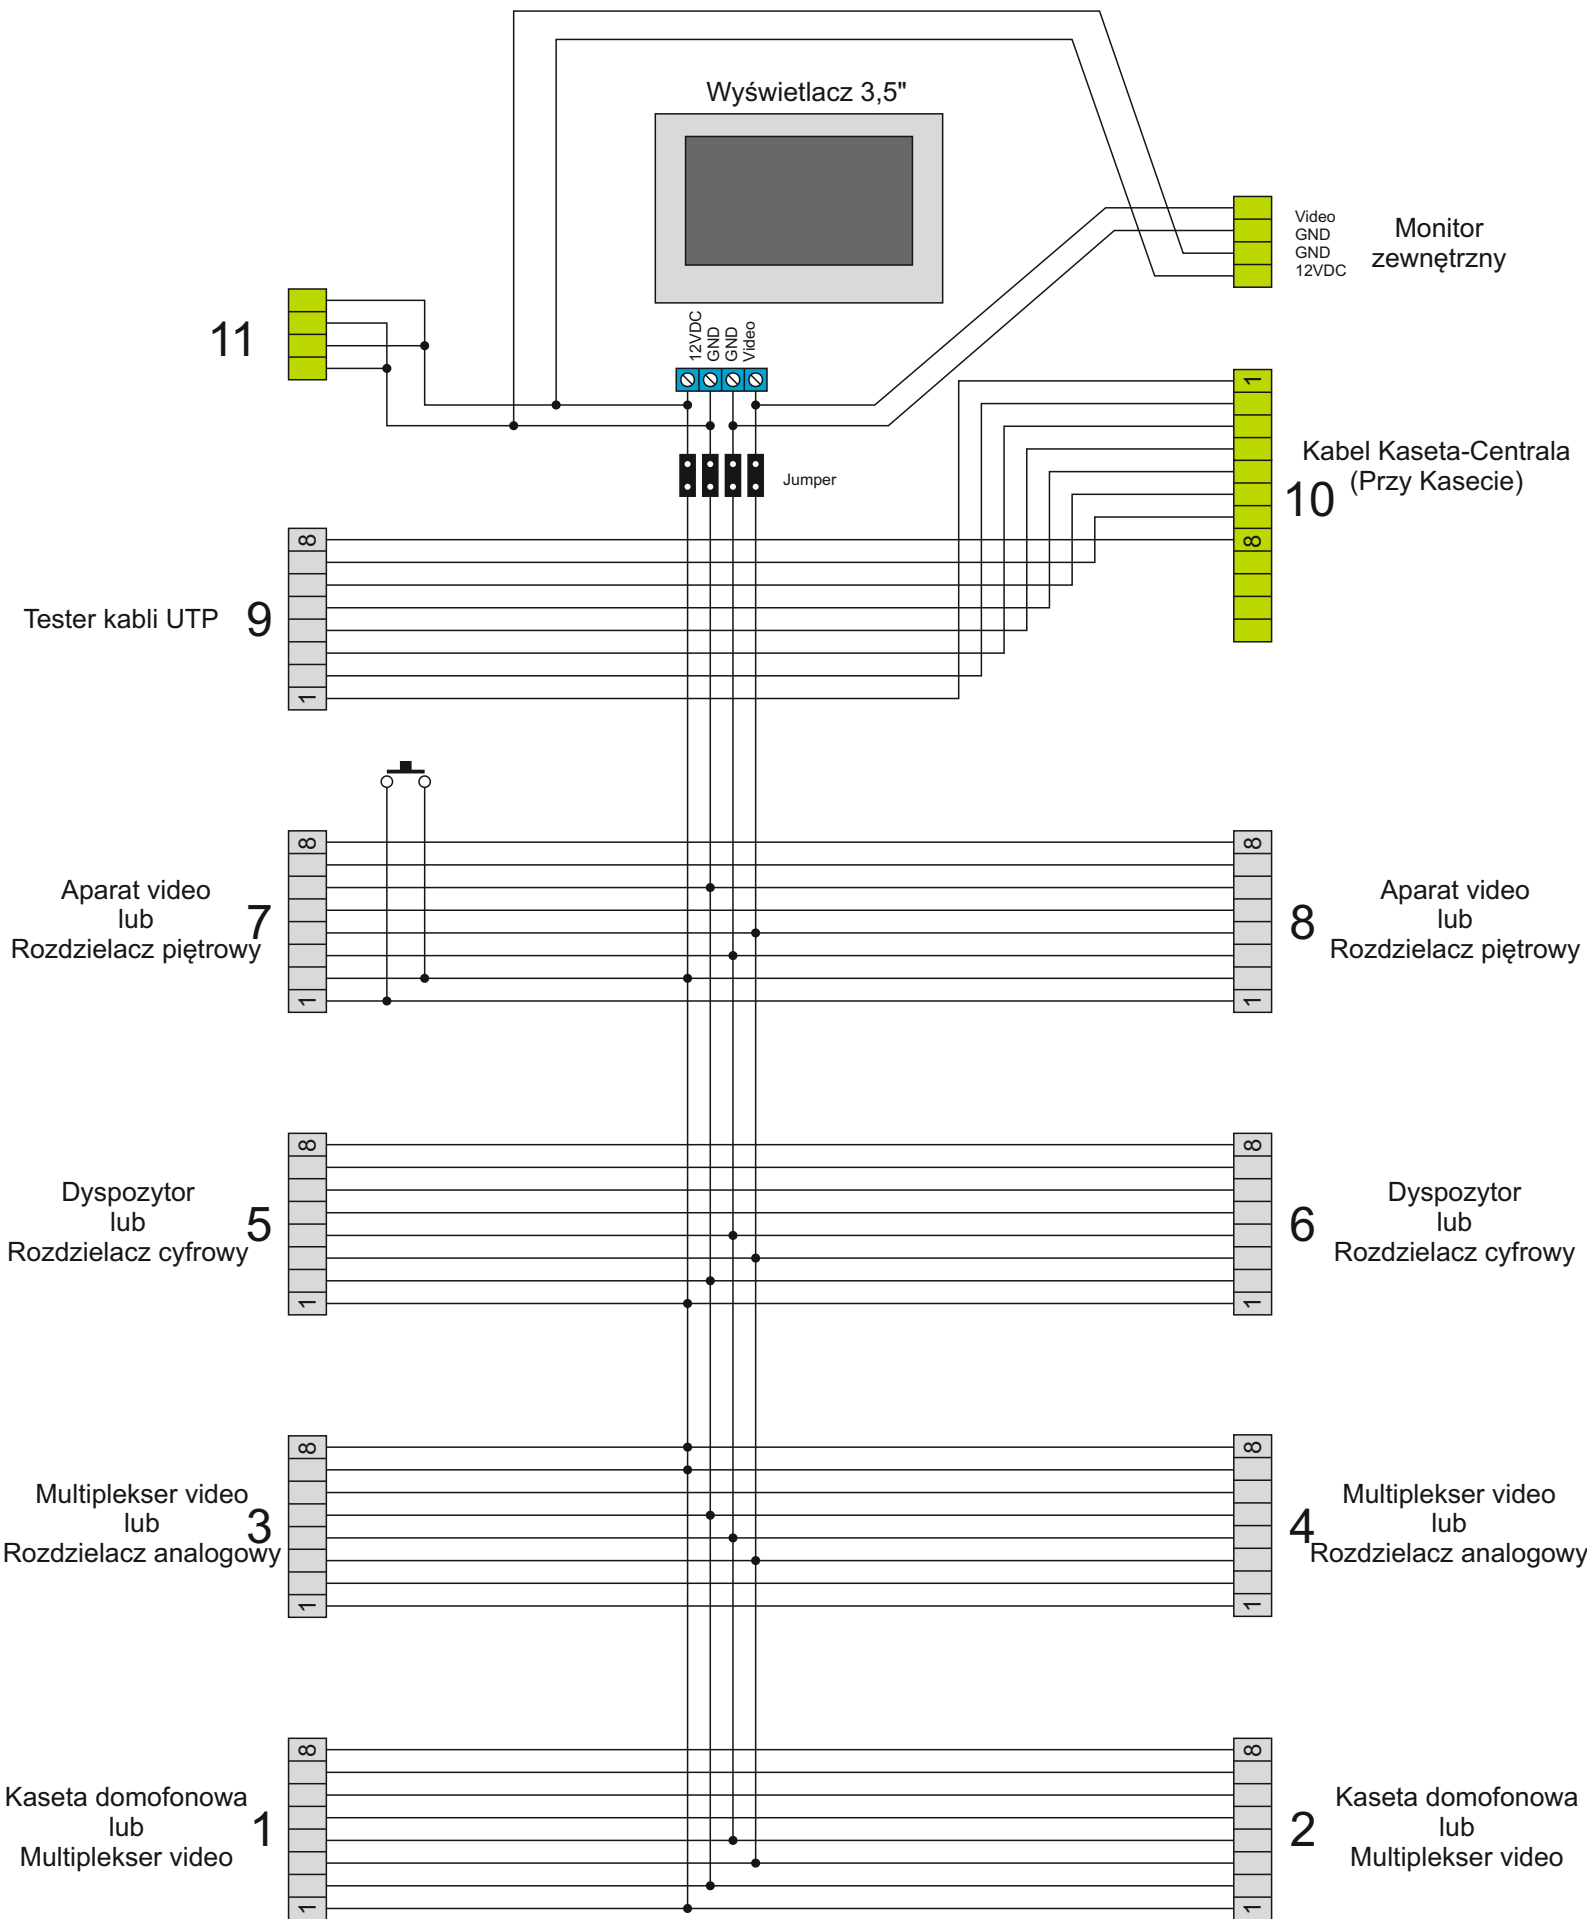 Wyświetlacz 3,5"
Video
GND
GND
12VDC
Monitor
zewnętrzny
11
12VDC
GND
GND
Video
Jumper
1
8
Kabel Kaseta-Centrala
(Przy Kasecie)
10
8
1
Tester kabli UTP
9
8
1
Aparat video
lub
Rozdzielacz piętrowy
7
8
1
8
Aparat video
lub
Rozdzielacz piętrowy
8
1
Dyspozytor
lub
Rozdzielacz cyfrowy
5
8
1
6
Dyspozytor
lub
Rozdzielacz cyfrowy
8
1
Multiplekser video
lub
Rozdzielacz analogowy
3
8
1
4
Multiplekser video
lub
Rozdzielacz analogowy
8
1
Kaseta domofonowa
lub
Multiplekser video
1
8
1
2
Kaseta domofonowa
lub
Multiplekser video